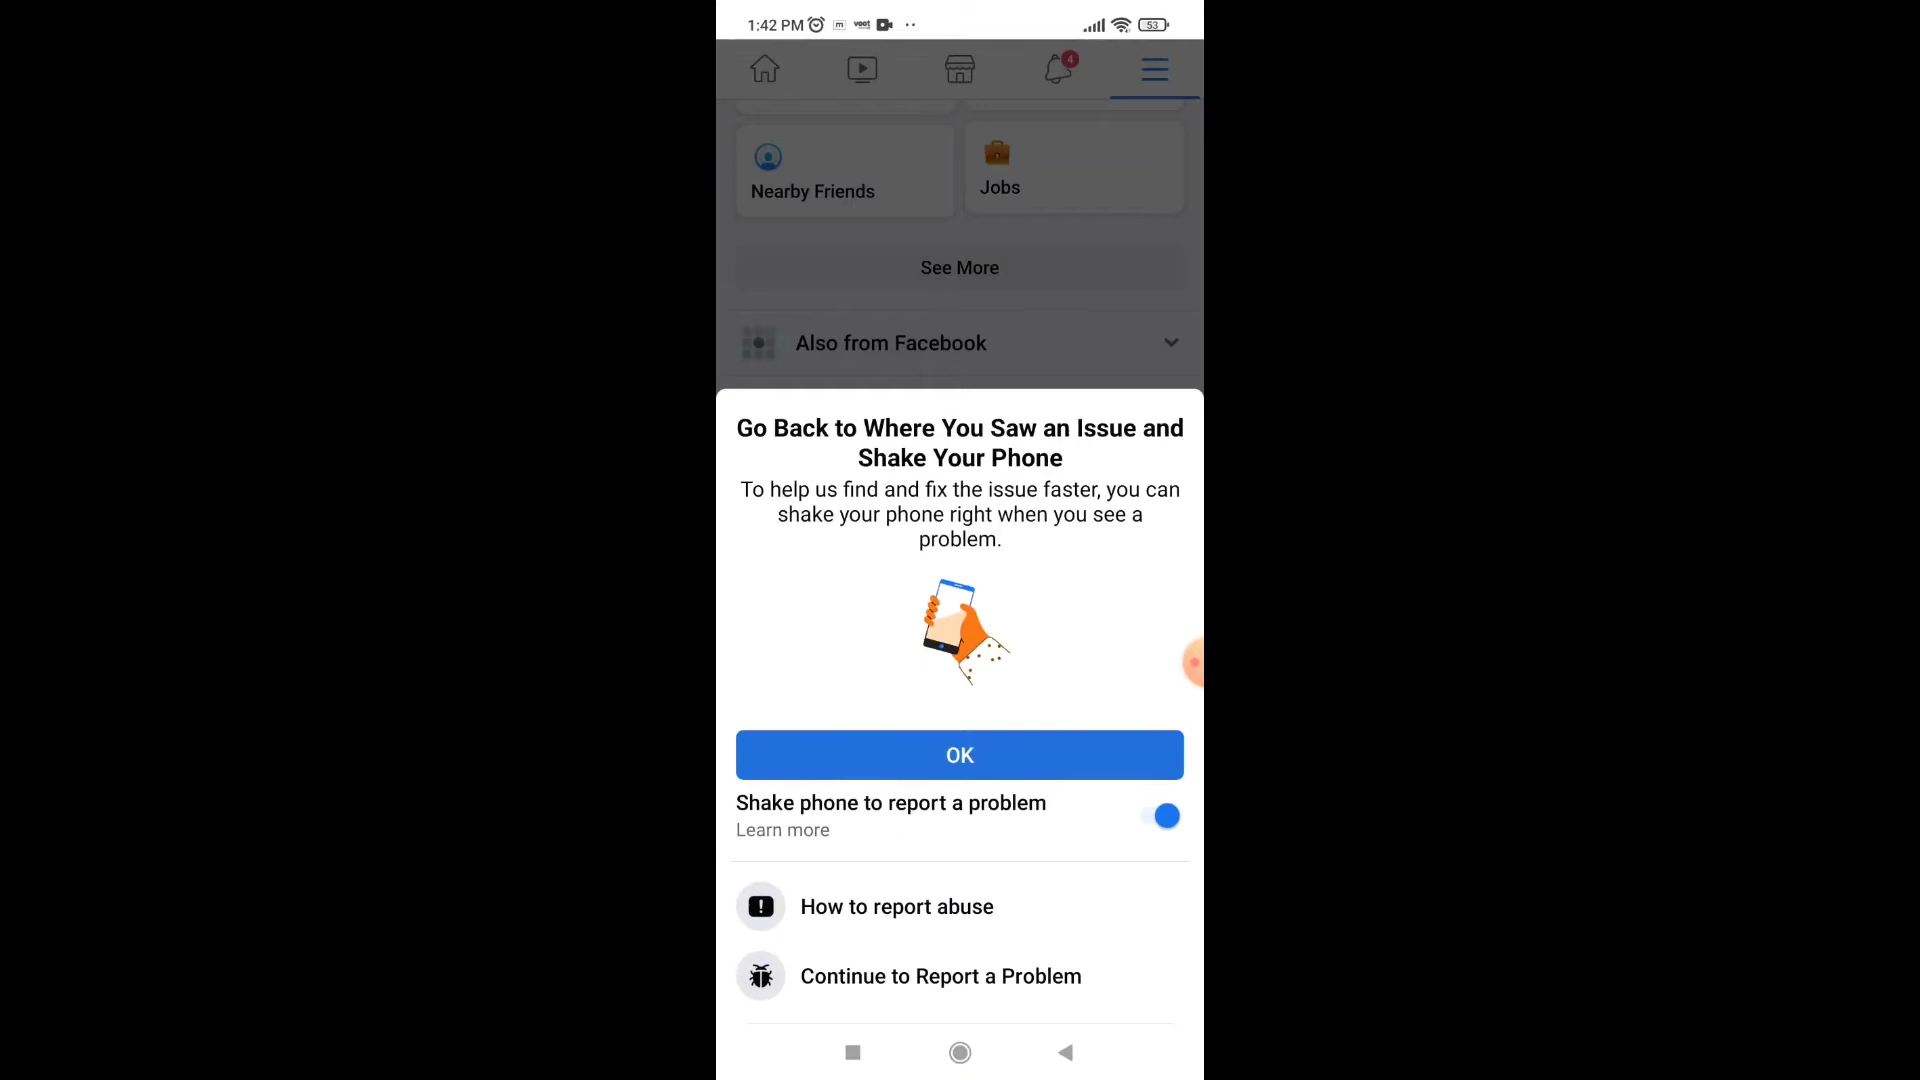 1:42 PM m voot 53
4
Nearby Friends
Jobs
See More
Also from Facebook
Go Back to Where You Saw an Issue and
Shake Your Phone
To help us find and fix the issue faster, you can
shake your phone right when you see a
problem.
OK
Shake phone to report a problem
Learn more
How to report abuse
Continue to Report a Problem